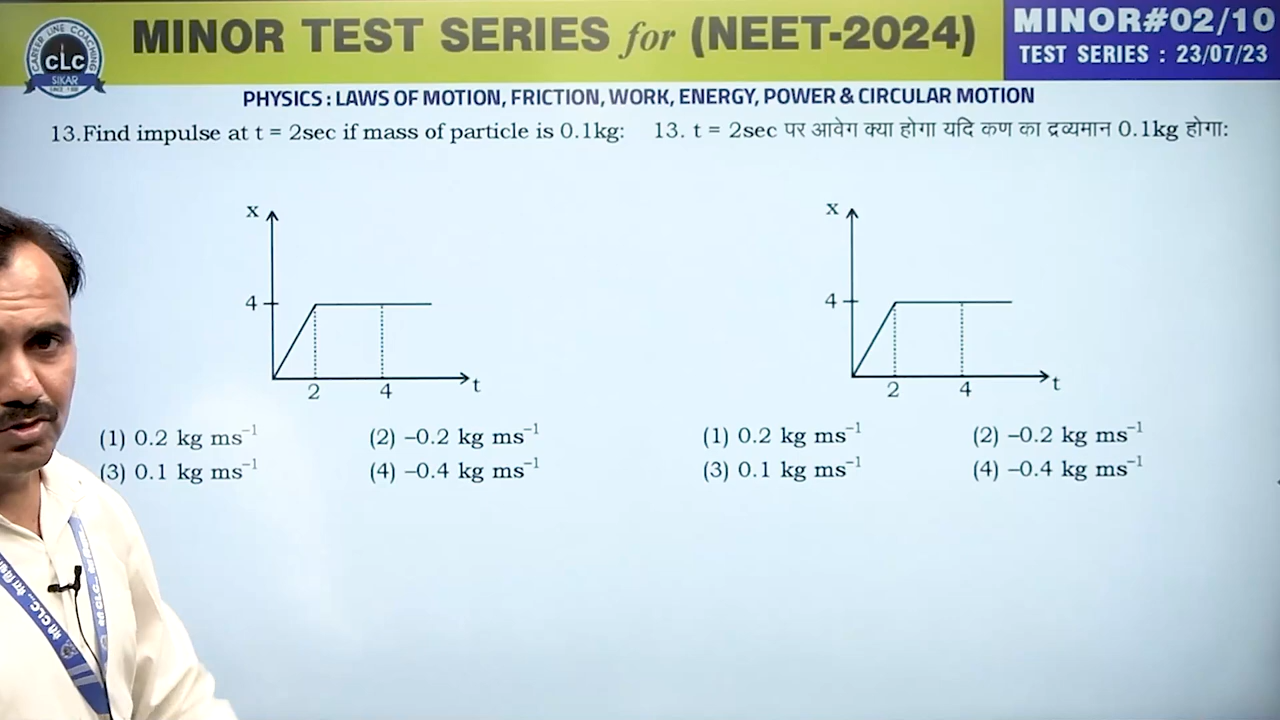 MINOR TEST SERIES for (NEET-2024)
MINOR#02/10
TEST SERIES : 23/07/23
CAREER LINE COACHING
CLC
SIKAR
PHYSICS : LAWS OF MOTION, FRICTION, WORK, ENERGY, POWER & CIRCULAR MOTION
13.Find impulse at t = 2sec if mass of particle is 0.1kg:
x
4
2
4
t
(1) 0.2 kg ms⁻¹ (2) –0.2 kg ms⁻¹
(3) 0.1 kg ms⁻¹ (4) –0.4 kg ms⁻¹
13. t = 2sec पर आवेग क्या होगा यदि कण का द्रव्यमान 0.1kg होगा:
x
4
2
4
t
(1) 0.2 kg ms⁻¹ (2) –0.2 kg ms⁻¹
(3) 0.1 kg ms⁻¹ (4) –0.4 kg ms⁻¹